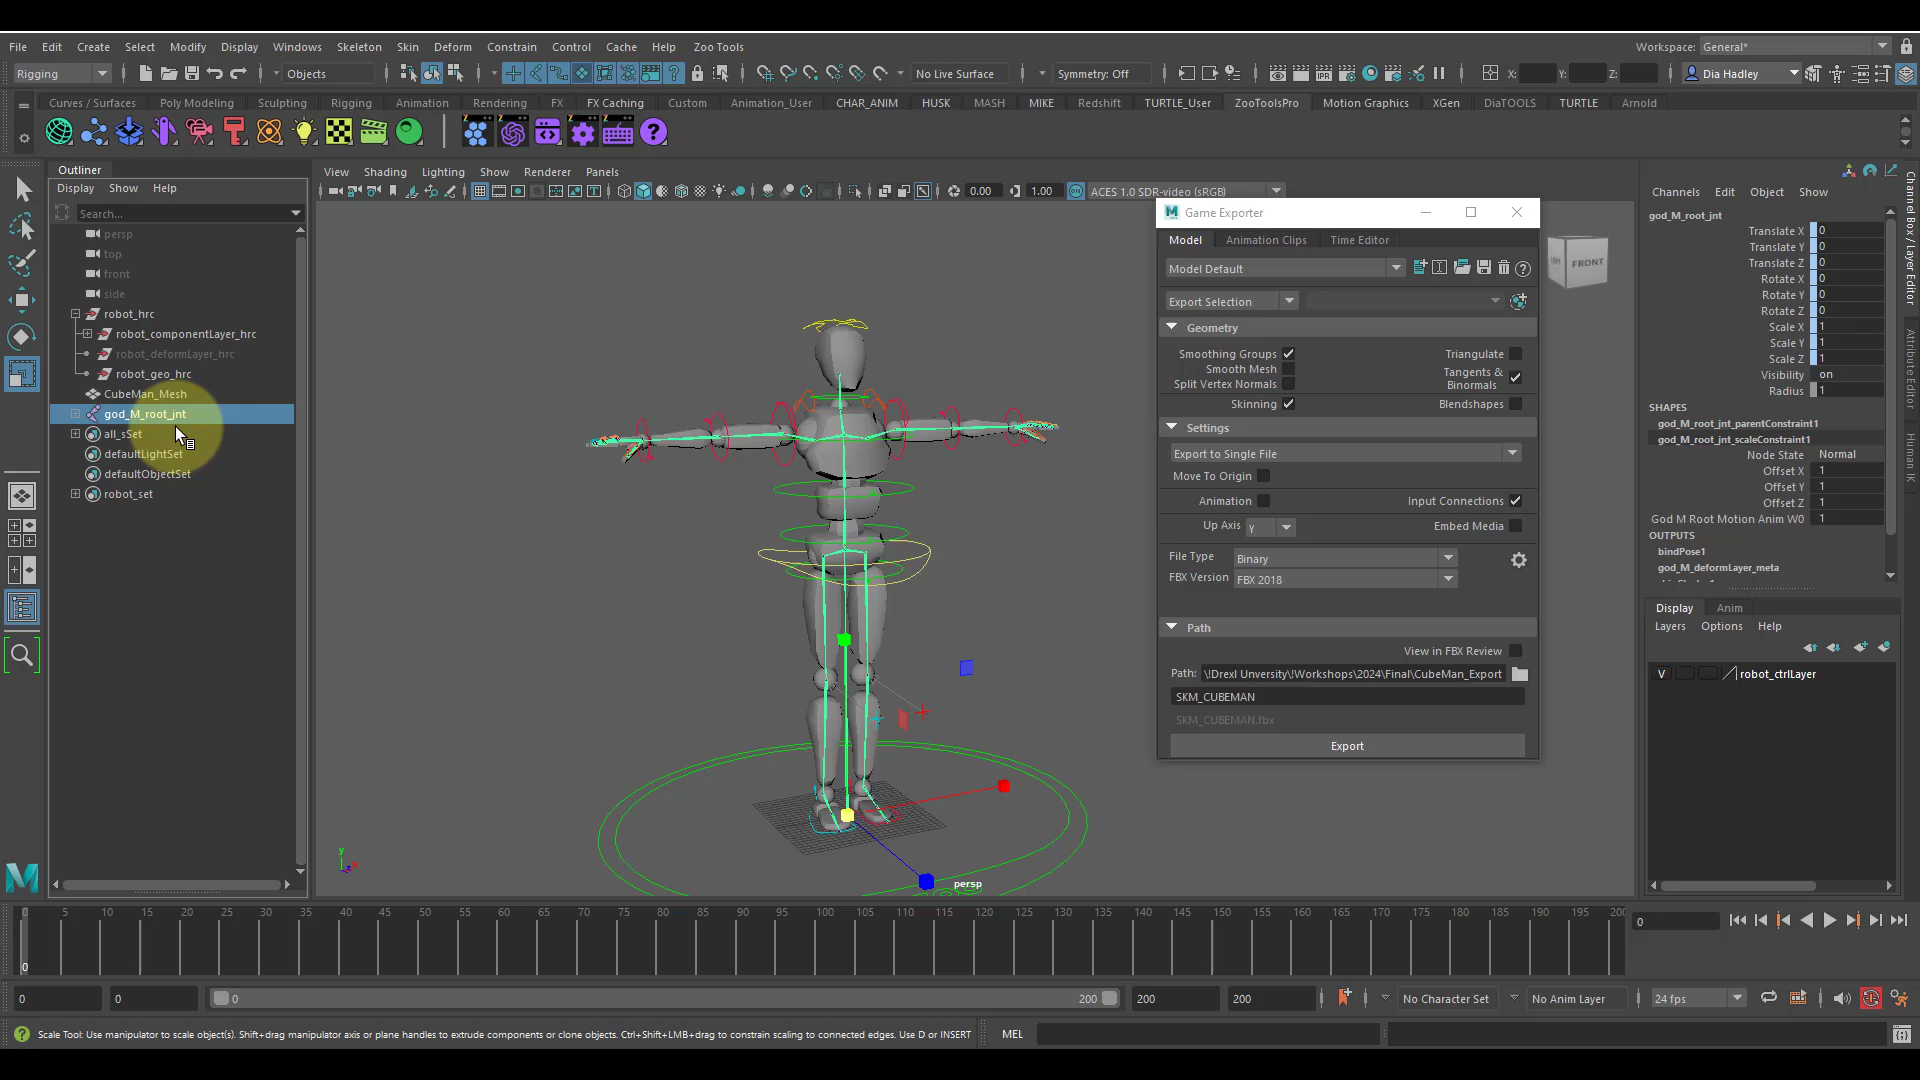 File Edit Create Select Modify Display Windows Skeleton Skin Deform Constrain Control Cache Help Zoo Tools Workspace: General*
Rigging Objects No Live Surface Symmetry: Off IPR X: Y: Z: Dia Hadley
Curves / Surfaces Poly Modeling Sculpting Rigging Animation Rendering FX FX Caching Custom Animation_User CHAR_ANIM HUSK MASH MIKE Redshift TURTLE_User ZooToolsPro Motion Graphics XGen DiaTOOLS TURTLE Arnold
Outliner
Display Show Help
Search...
persp
top
front
side
robot_hrc
robot_componentLayer_hrc
robot_deformLayer_hrc
robot_geo_hrc
CubeMan_Mesh
god_M_root_jnt
all_sSet
defaultLightSet
defaultObjectSet
robot_set
View Shading Lighting Show Renderer Panels
0.00 1.00 ACES 1.0 SDR-video (sRGB)
FRONT
y
persp
Game Exporter
Model Animation Clips Time Editor
Model Default
Export Selection
Geometry
Smoothing Groups Triangulate
Smooth Mesh Tangents &
Binormals
Split Vertex Normals
Skinning Blendshapes
Settings
Export to Single File
Move To Origin
Animation Input Connections
Up Axis y Embed Media
File Type Binary
FBX Version FBX 2018
Path
View in FBX Review
Path: \!Drexl Unversity\!Workshops\2024\Final\CubeMan_Export
SKM_CUBEMAN
SKM_CUBEMAN.fbx
Export
Channels Edit Object Show
god_M_root_jnt
Translate X 0
Translate Y 0
Translate Z 0
Rotate X 0
Rotate Y 0
Rotate Z 0
Scale X 1
Scale Y 1
Scale Z 1
Visibility on
Radius 1
SHAPES
god_M_root_jnt_parentConstraint1
god_M_root_jnt_scaleConstraint1
Node State Normal
Offset X 1
Offset Y 1
Offset Z 1
God M Root Motion Anim W0 1
OUTPUTS
bindPose1
god_M_deformLayer_meta
Display Anim
Layers Options Help
V robot_ctrlLayer
Channel Box / Layer Editor
Attribute Editor
Human IK
0 5 10 15 20 25 30 35 40 45 50 55 60 65 70 75 80 85 90 95 100 105 110 115 120 125 130 135 140 145 150 155 160 165 170 175 180 185 190 195 200
0
0
0 0 0 200 200 200 No Character Set No Anim Layer 24 fps
Scale Tool: Use manipulator to scale object(s). Shift+drag manipulator axis or plane handles to extrude components or clone objects. Ctrl+Shift+LMB+drag to constrain scaling to connected edges. Use D or INSERT MEL